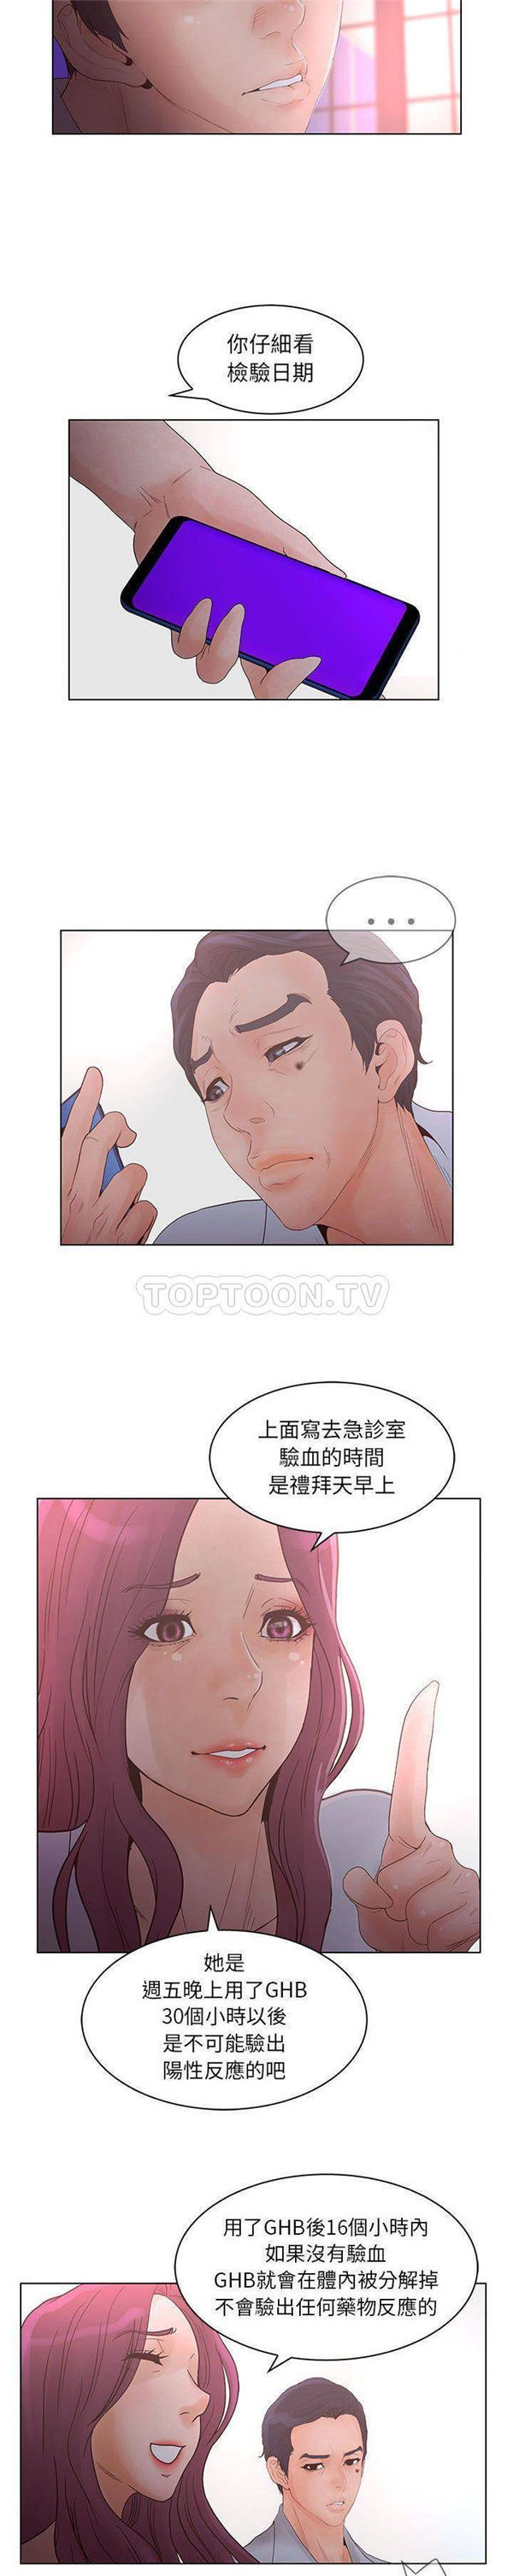 你仔細看
檢驗日期
•••
TOPTOON.TV
上面寫去急診室
驗血的時間
是禮拜天早上
她是
週五晚上用了GHB
30個小時以後
是不可能驗出
陽性反應的吧
用了GHB後16個小時內
如果沒有驗血
GHB就會在體內被分解掉
不會驗出任何藥物反應的